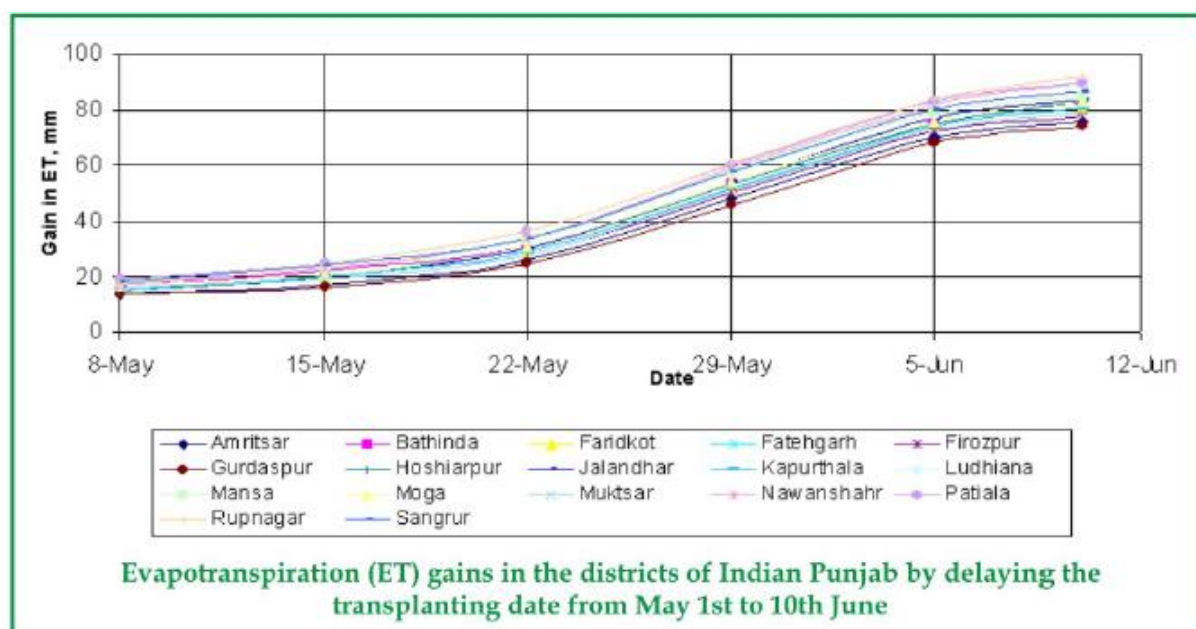 100
80
60
40
20
0
Gain in ET, mm
8-May 15-May 22-May 29-May 5-Jun 12-Jun
Date
Amritsar Bathinda Faridkot Fatehgarh Firozpur
Gurdaspur Hoshiarpur Jalandhar Kapurthala Ludhiana
Mansa Moga Muktsar Nawanshahr Patiala
Rupnagar Sangrur
Evapotranspiration (ET) gains in the districts of Indian Punjab by delaying the
transplanting date from May 1st to 10th June